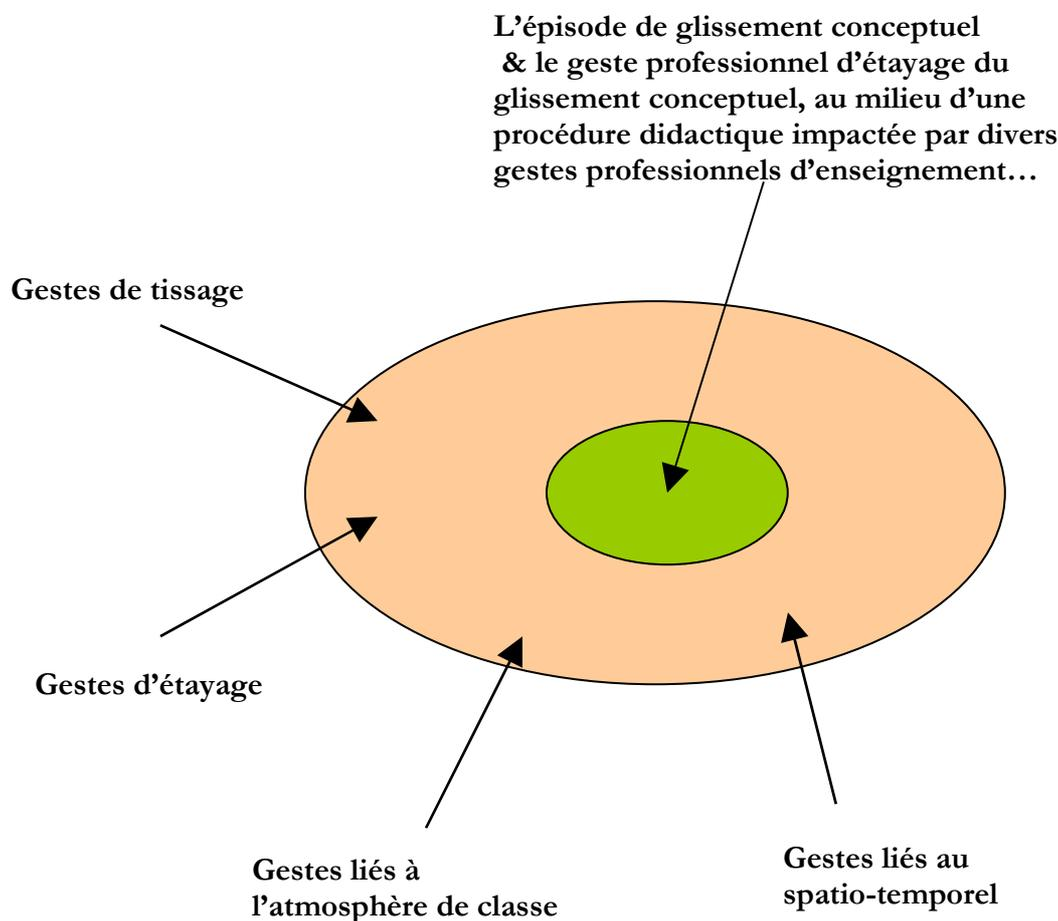 L’épisode de glissement conceptuel
& le geste professionnel d’étayage du
glissement conceptuel, au milieu d’une
procédure didactique impactée par divers
gestes professionnels d’enseignement…
Gestes de tissage
Gestes d’étayage
Gestes liés à
l’atmosphère de classe
Gestes liés au
spatio-temporel